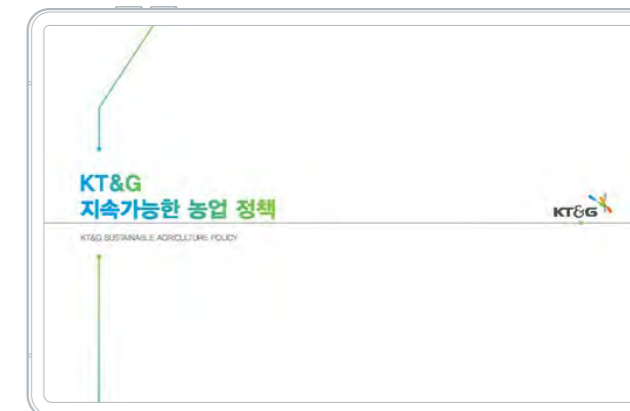 KT&G
지속가능한 농업 정책
KT&G SUSTAINABLE AGRICULTURE POLICY
KT&G